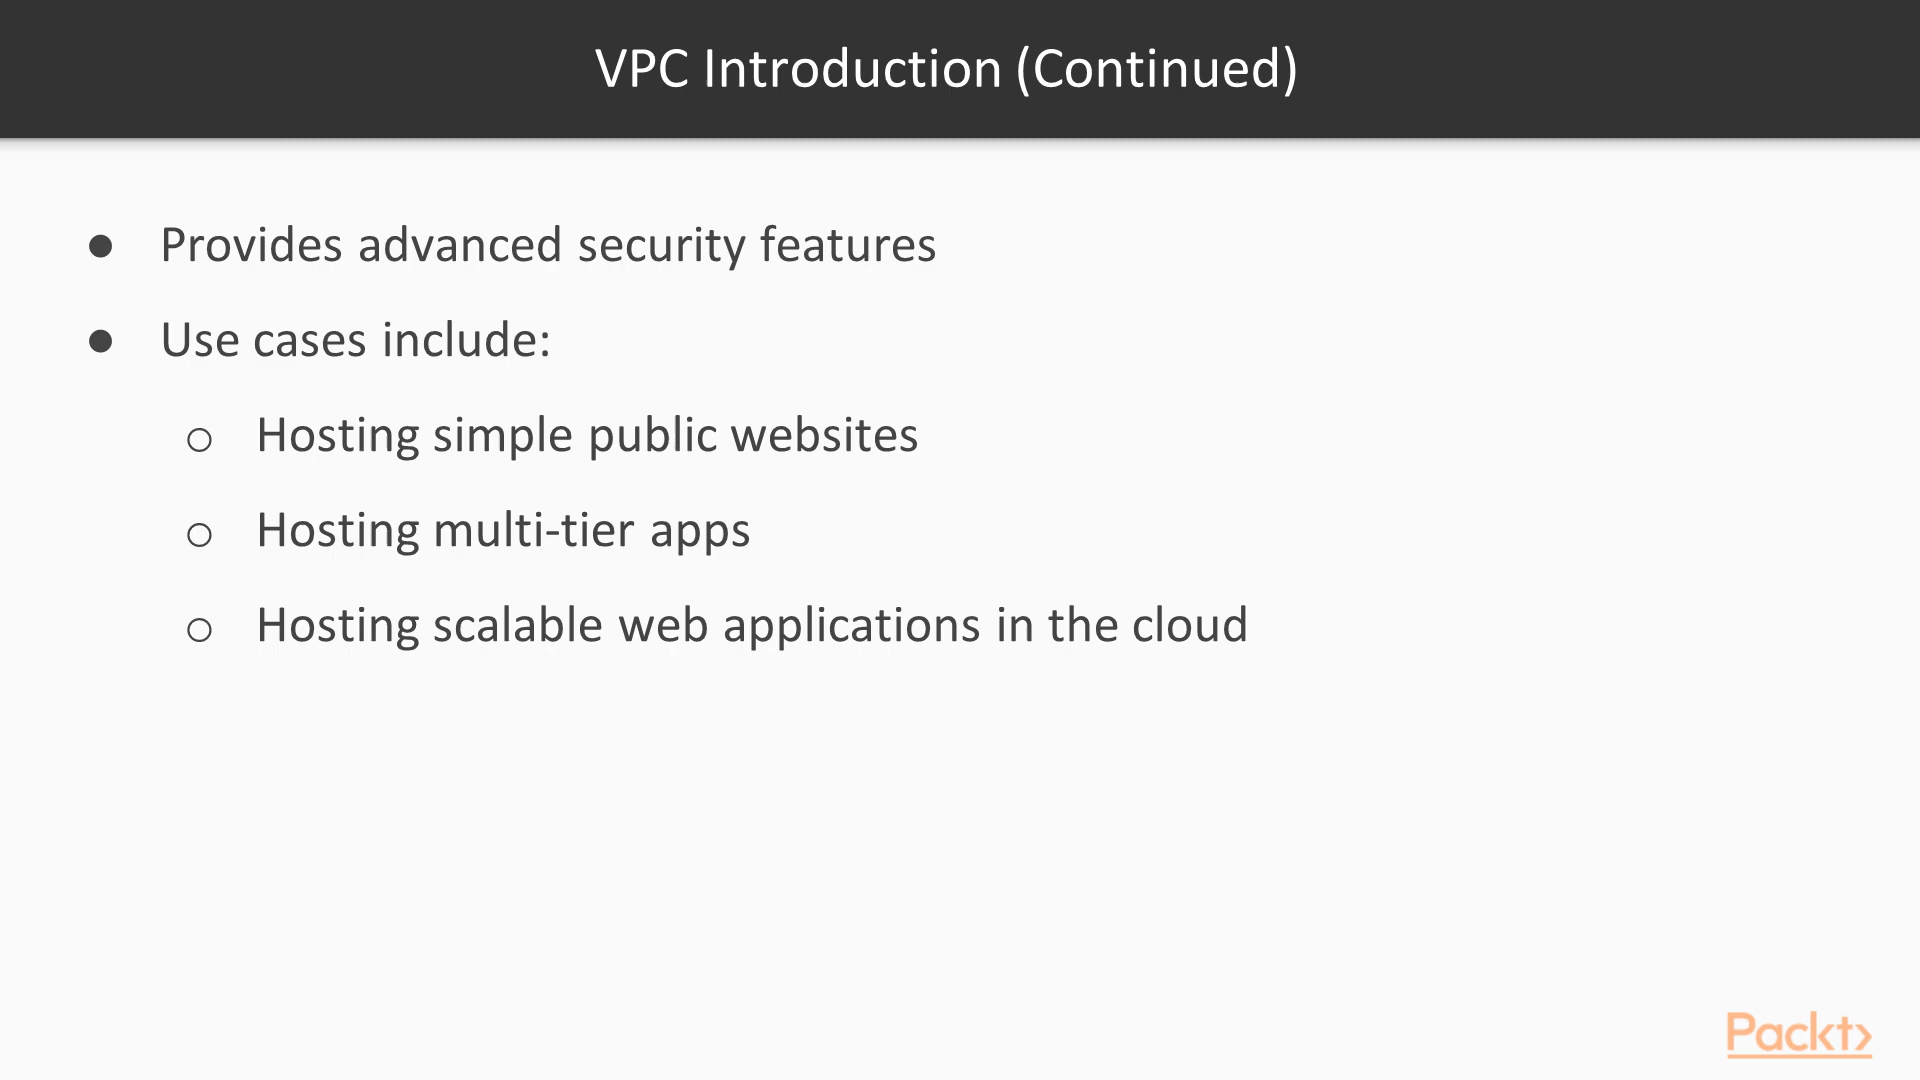 VPC Introduction (Continued)
● Provides advanced security features
● Use cases include:
○ Hosting simple public websites
○ Hosting multi-tier apps
○ Hosting scalable web applications in the cloud
Packt>